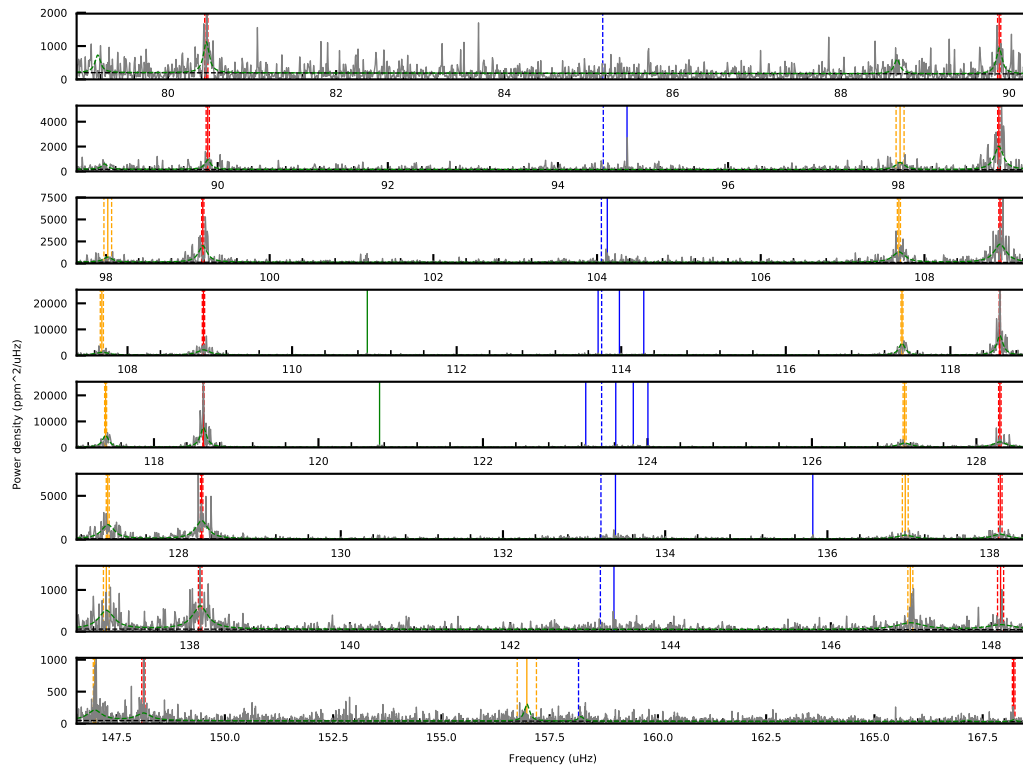 2000
1000
0
80 82 84 86 88 90
4000
2000
0
90 92 94 96 98
7500
5000
2500
0
98 100 102 104 106 108
20000
10000
0
108 110 112 114 116 118
20000
10000
0
118 120 122 124 126 128
5000
0
128 130 132 134 136 138
1000
0
138 140 142 144 146 148
1000
500
0
147.5 150.0 152.5 155.0 157.5 160.0 162.5 165.0 167.5
Power density (ppm^2/uHz)
Frequency (uHz)